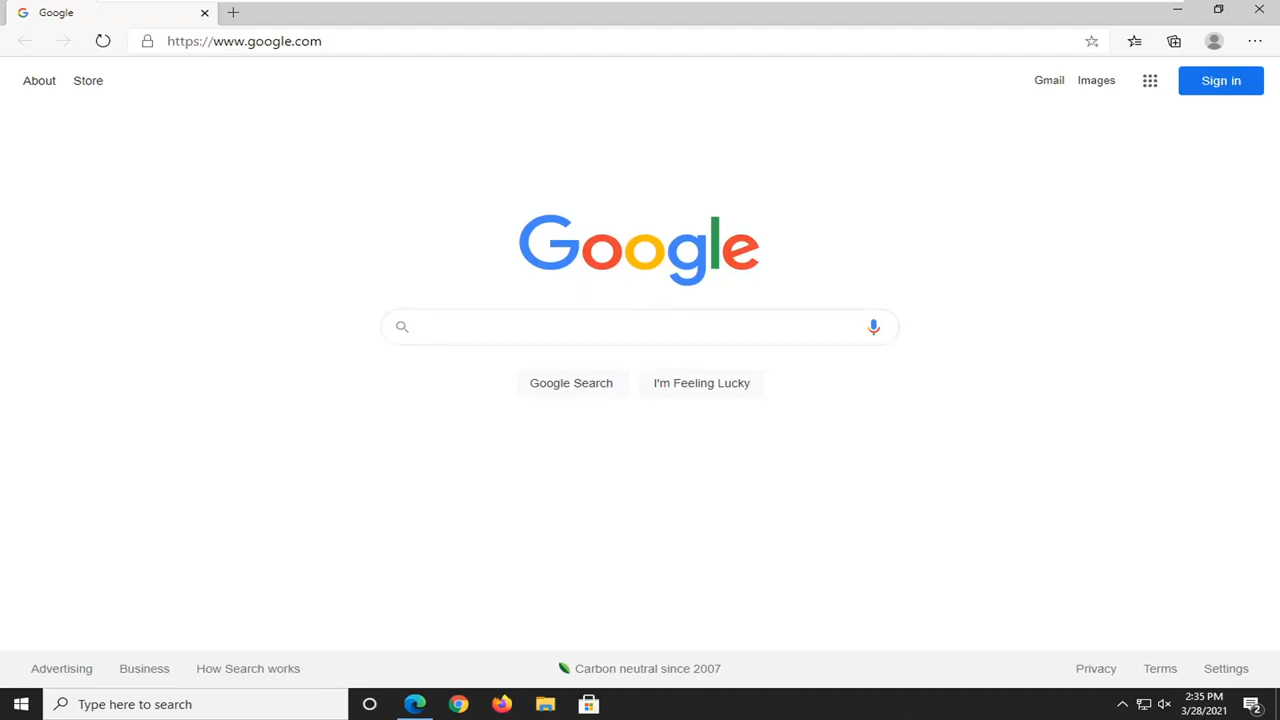 Google
https://www.google.com
About Store
Gmail Images
Sign in
Google
Google Search
I'm Feeling Lucky
Advertising Business How Search works
Carbon neutral since 2007
Privacy Terms Settings
Type here to search
2:35 PM
3/28/2021
2